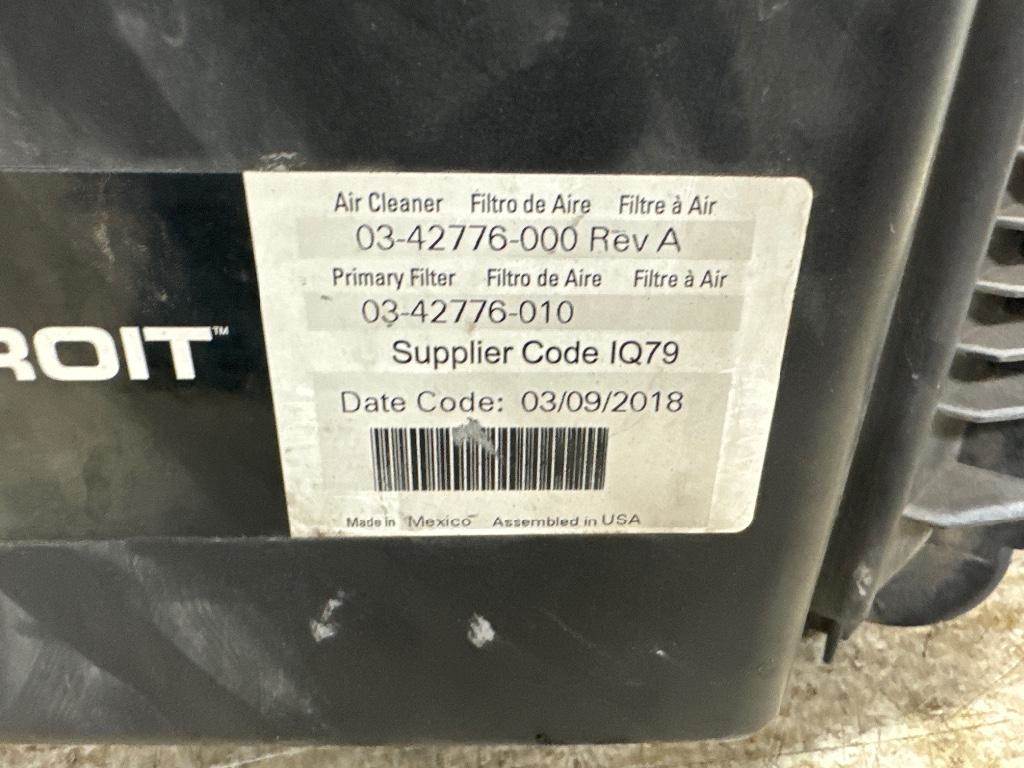 ROIT™
Air Cleaner Filtro de Aire Filtre à Air
03-42776-000 Rev A
Primary Filter Filtro de Aire Filtre à Air
03-42776-010
Supplier Code IQ79
Date Code: 03/09/2018
Made in Mexico Assembled in USA